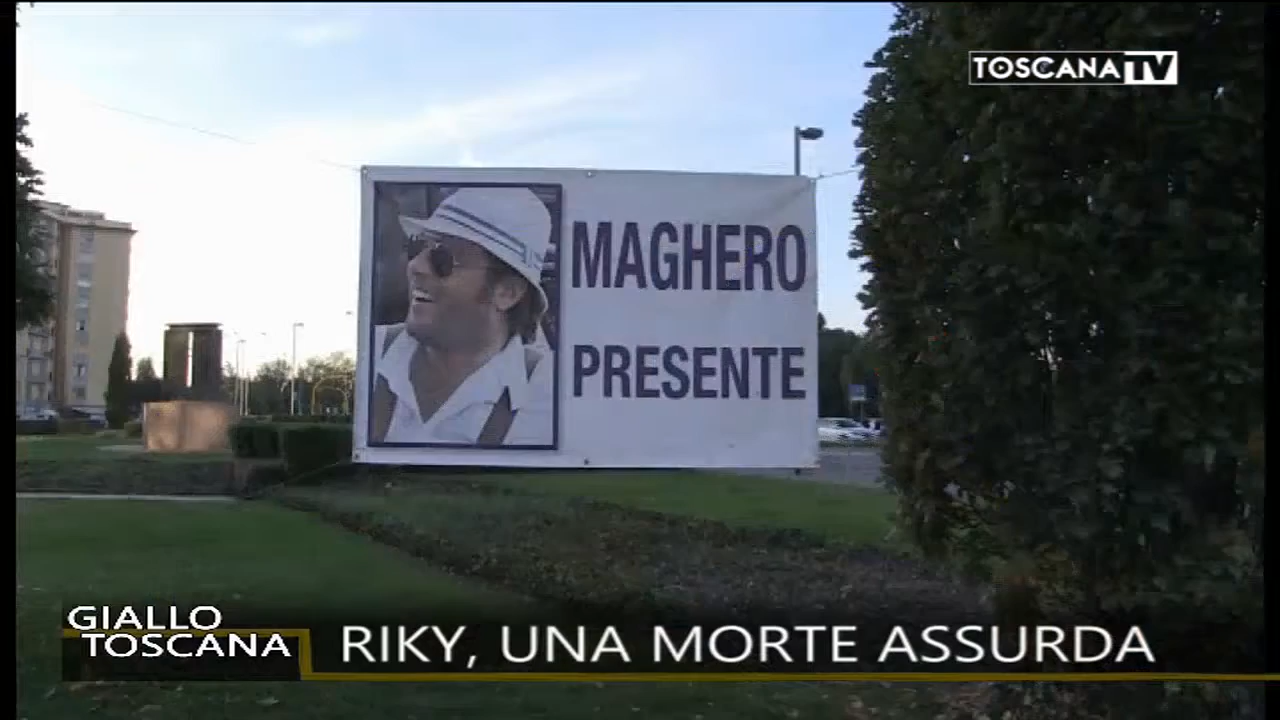 TOSCANA TV
MAGHERO
PRESENTE
GIALLO
TOSCANA
RIKY, UNA MORTE ASSURDA